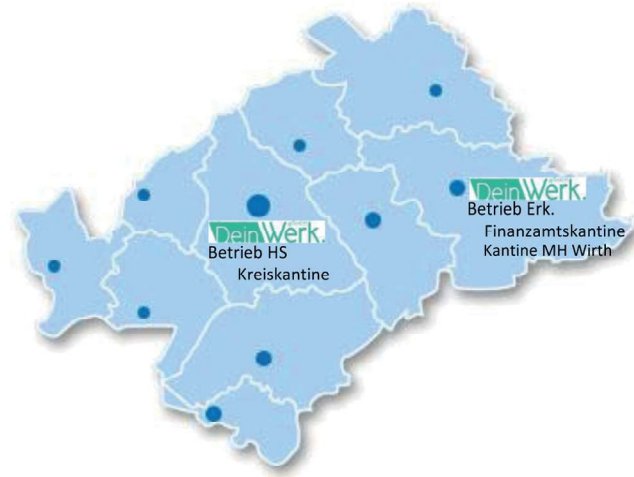 DeinWerk.
Betrieb Erk.
Finanzamtskantine
Kantine MH Wirth
DeinWerk.
Betrieb HS
Kreiskantine